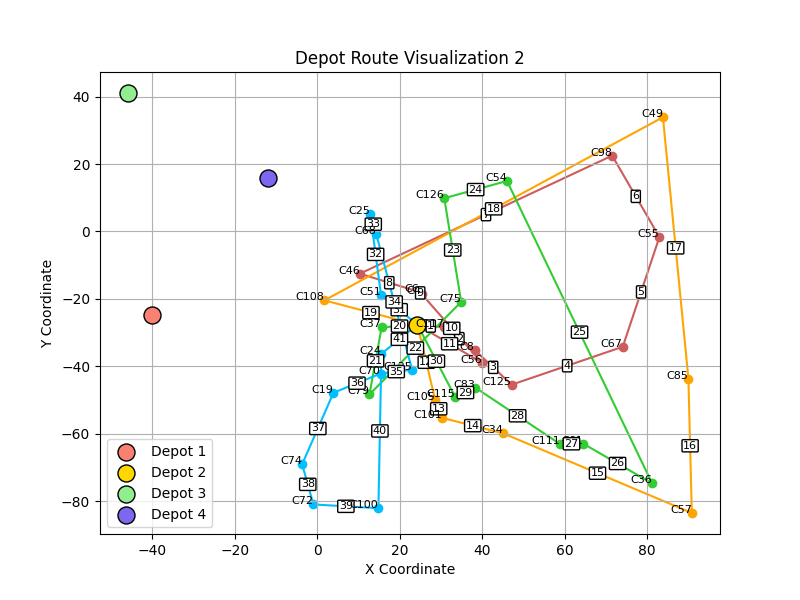 Depot Route Visualization 2
Y Coordinate
X Coordinate
40
20
0
−20
−40
−60
−80
−40
−20
0
20
40
60
80
Depot 1
Depot 2
Depot 3
Depot 4
C49
C98
6
C54
24
C126
18
C25
33
C55
17
23
32
C46
5
8
C51
C108
34
C75
19
C37
20
10
25
41
11
22
C24
C56
3
4
C67
21
30
C70
35
36
C125
C85
C19
C79
C83
29
C115
C105
13
C101
28
37
14
40
C34
C111
27
16
C74
26
15
38
C36
C72
39
C100
C57